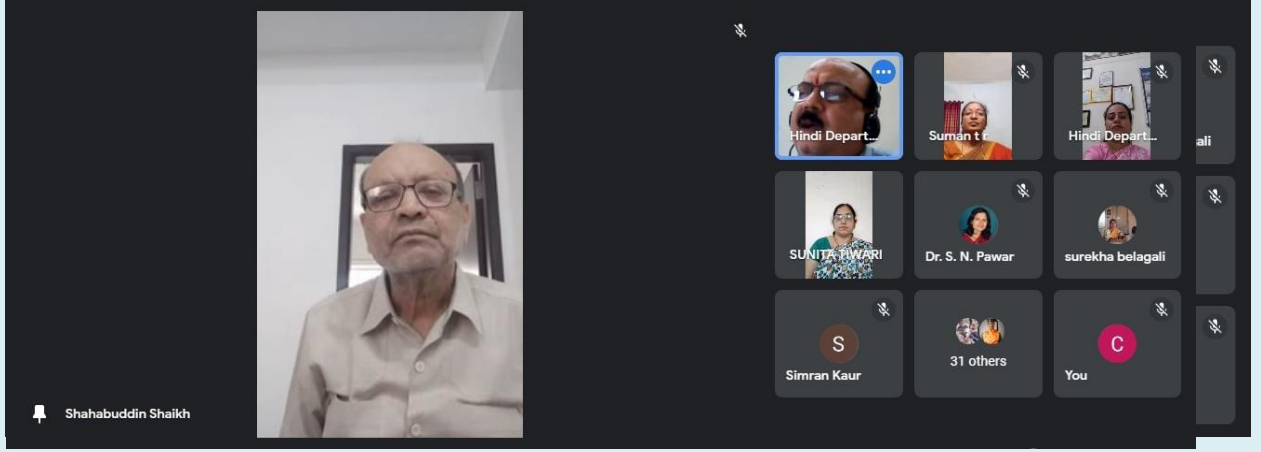 Hindi Depart...
Suman t r
Hindi Depart...
ali
SUNITA TIWARI
Dr. S. N. Pawar
surekha belagali
S
Simran Kaur
31 others
C
You
Shahabuddin Shaikh